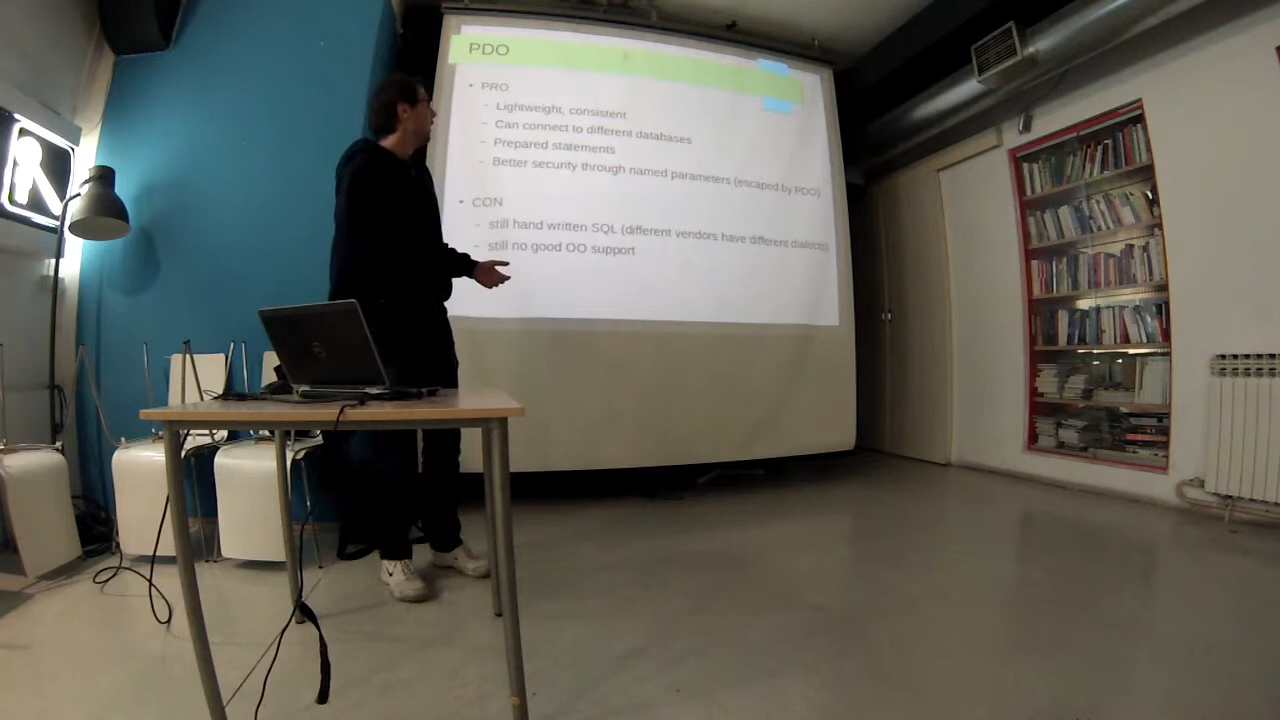 PDO
• PRO
- Lightweight, consistent
- Can connect to different databases
- Prepared statements
- Better security through named parameters (escaped by PDO)
• CON
- still hand written SQL (different vendors have different dialects)
- still no good OO support